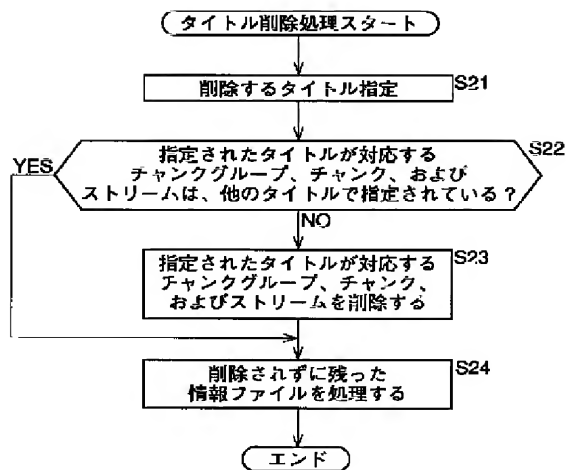 タイトル削除処理スタート
削除するタイトル指定
S21
指定されたタイトルが対応する
チャンクグループ、チャンク、および
ストリームは、他のタイトルで指定されている？
S22
YES
NO
指定されたタイトルが対応する
チャンクグループ、チャンク、
およびストリームを削除する
S23
削除されずに残った
情報ファイルを処理する
S24
エンド